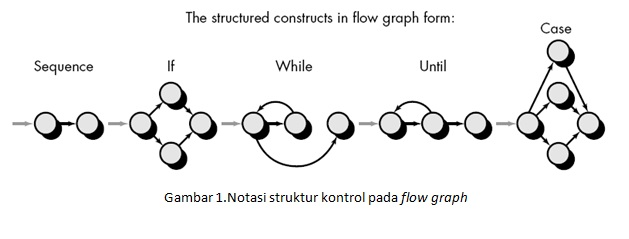 The structured constructs in flow graph form:
Case
Sequence
If
While
Until
Gambar 1.Notasi struktur kontrol pada flow graph